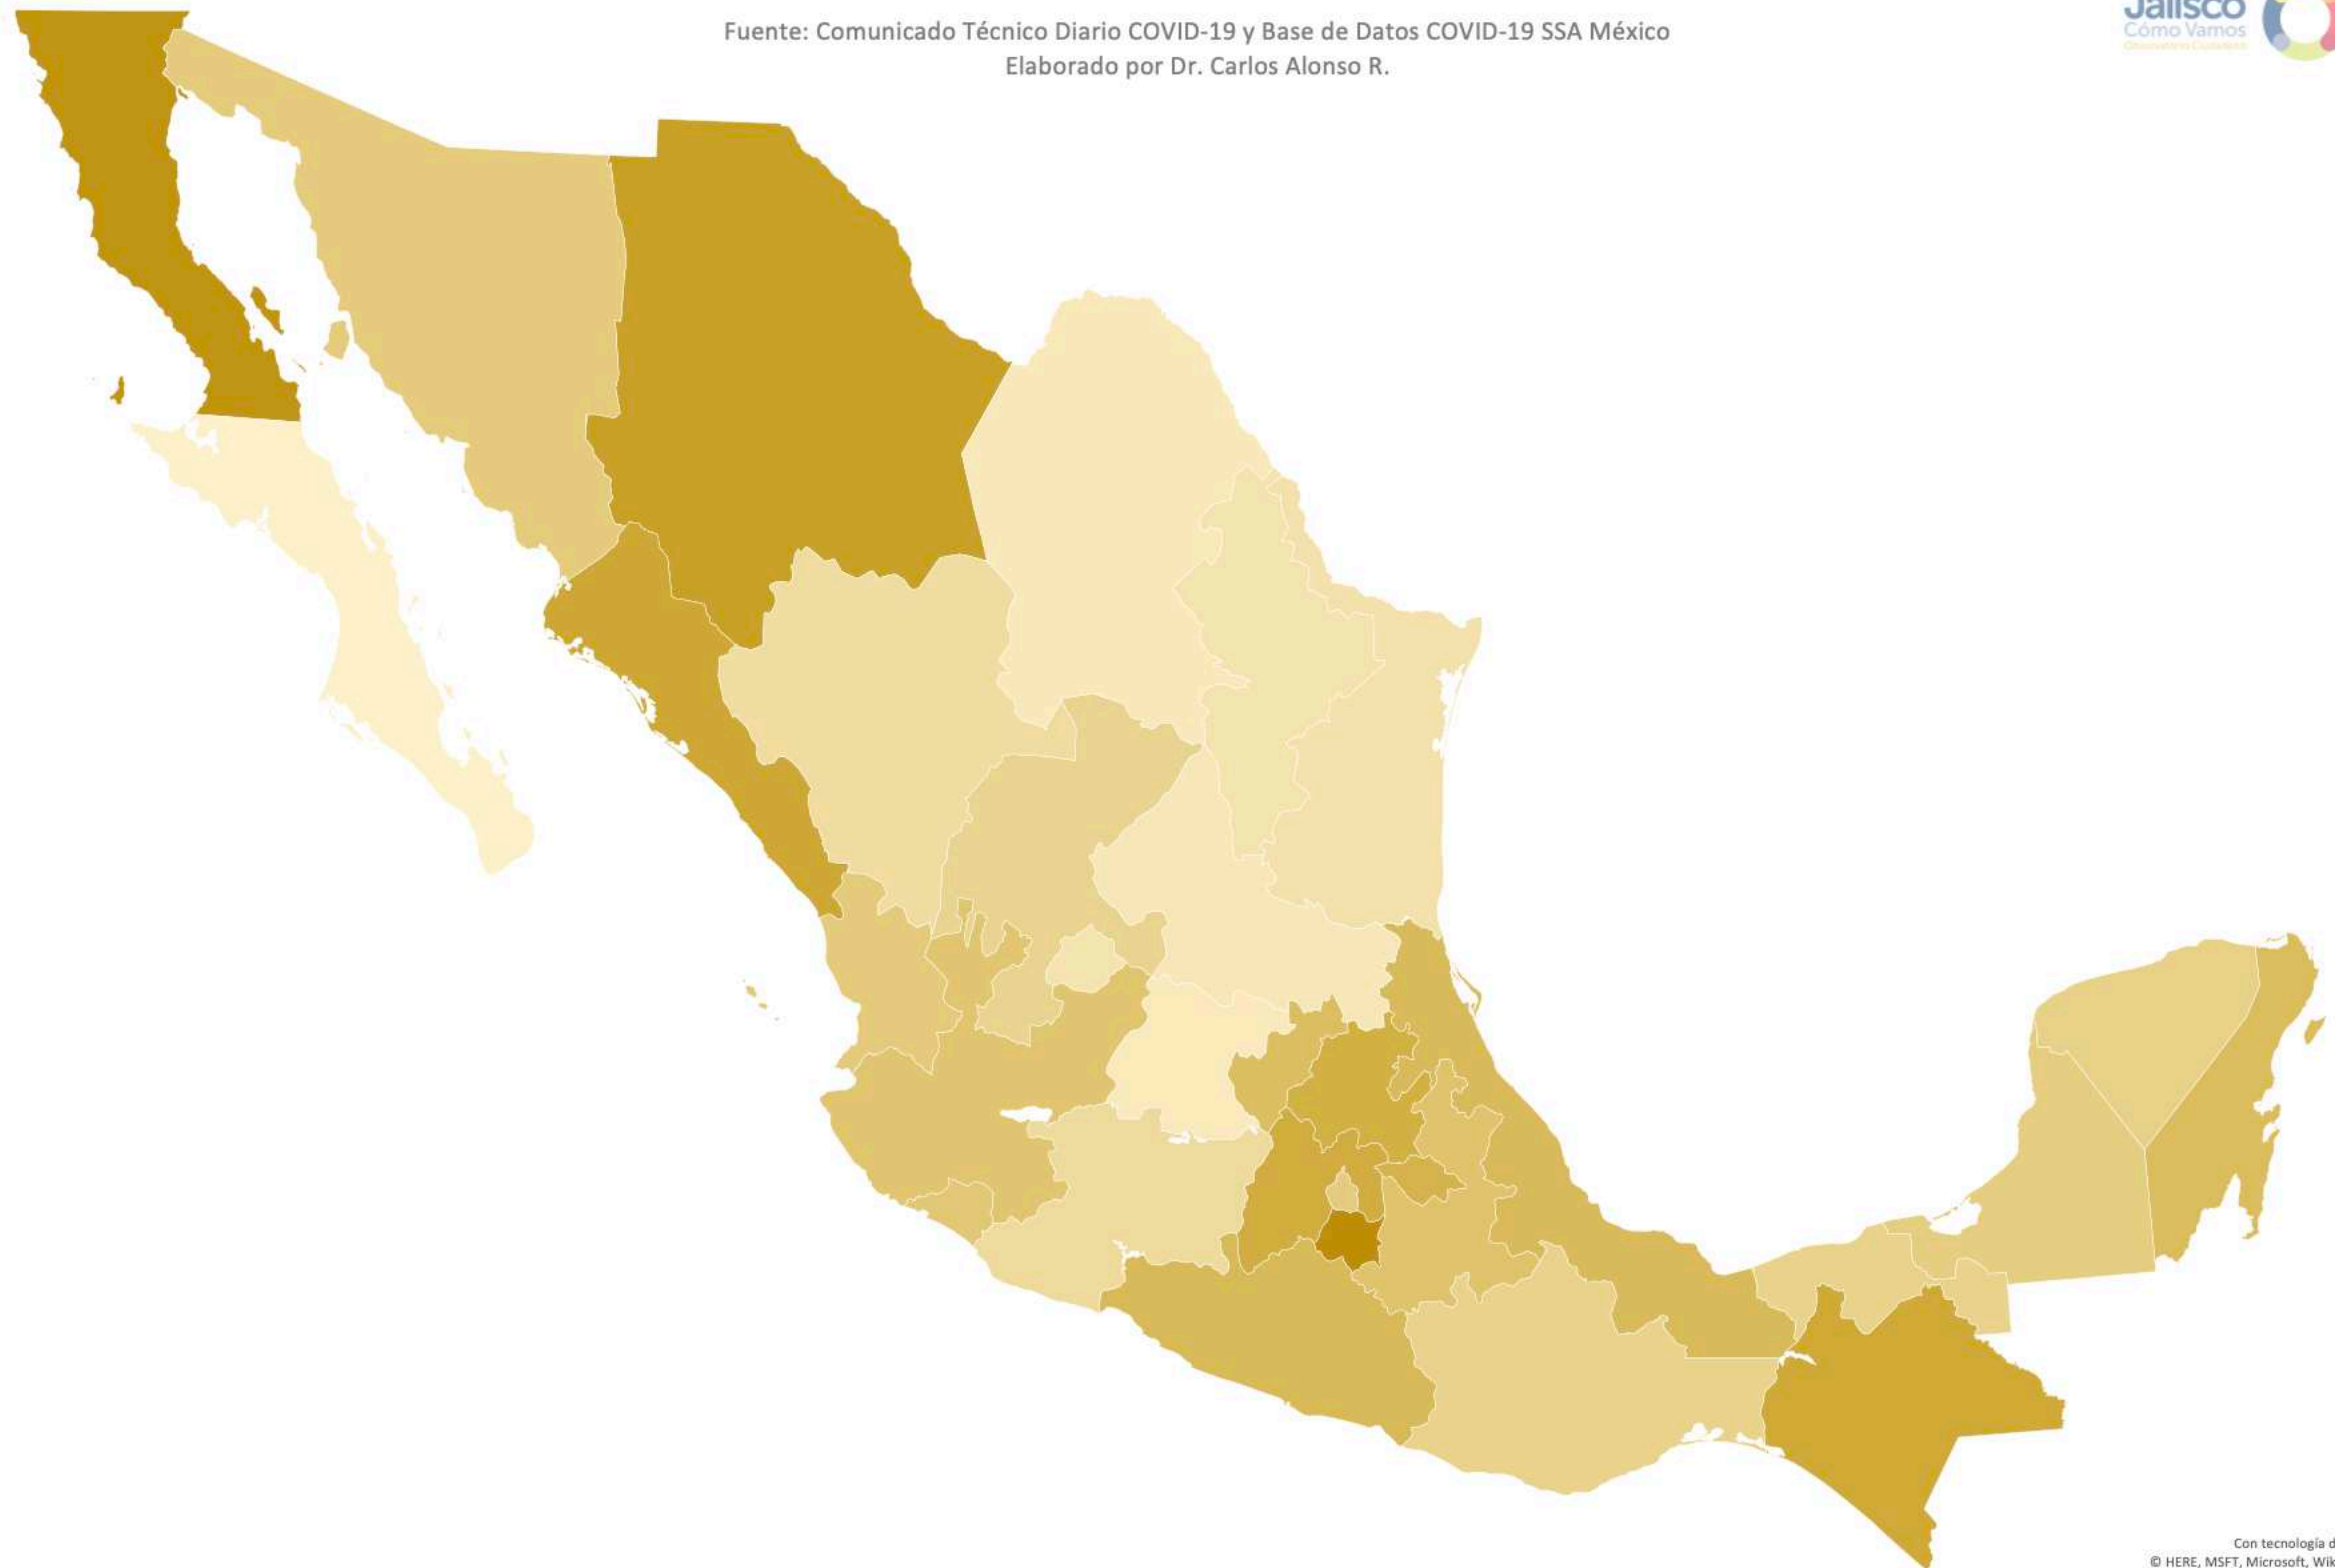 Fuente: Comunicado Técnico Diario COVID-19 y Base de Datos COVID-19 SSA México
Elaborado por Dr. Carlos Alonso R.
Jalisco
Cómo Vamos
Con tecnología d
© HERE, MSFT, Microsoft, Wik